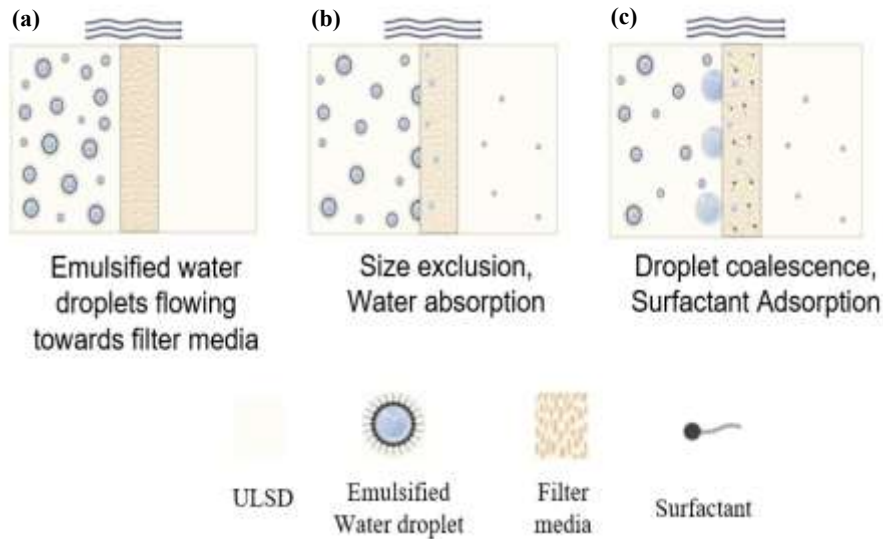 (a)
(b)
(c)
Emulsified water
droplets flowing
towards filter media
Size exclusion,
Water absorption
Droplet coalescence,
Surfactant Adsorption
ULSD
Emulsified
Water droplet
Filter
media
Surfactant